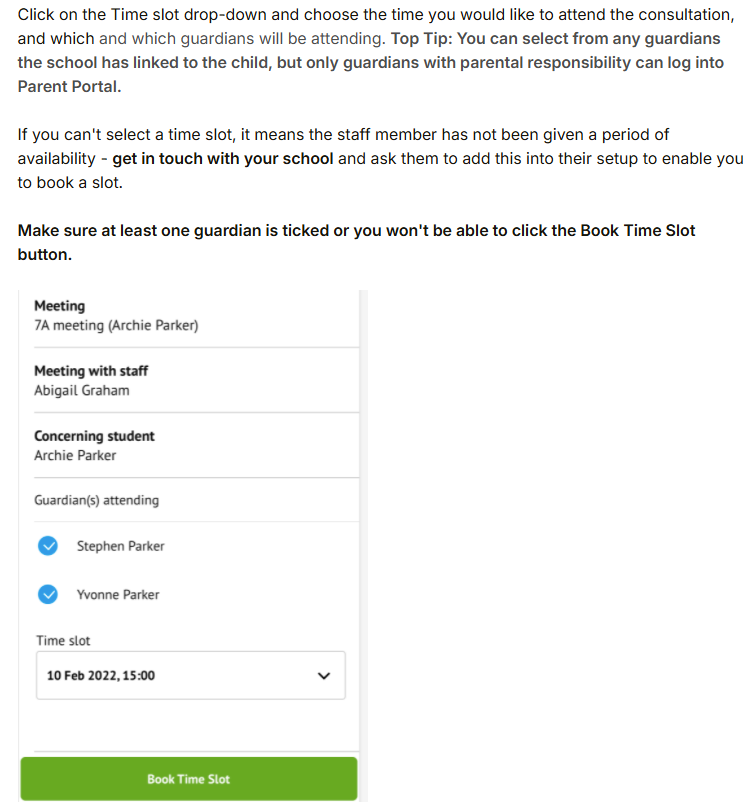 Click on the Time slot drop-down and choose the time you would like to attend the consultation,
and which and which guardians will be attending. Top Tip: You can select from any guardians
the school has linked to the child, but only guardians with parental responsibility can log into
Parent Portal.
If you can't select a time slot, it means the staff member has not been given a period of
availability - get in touch with your school and ask them to add this into their setup to enable you
to book a slot.
Make sure at least one guardian is ticked or you won't be able to click the Book Time Slot
button.
Meeting
7A meeting (Archie Parker)
Meeting with staff
Abigail Graham
Concerning student
Archie Parker
Guardian(s) attending
Stephen Parker
Yvonne Parker
Time slot
10 Feb 2022, 15:00
Book Time Slot